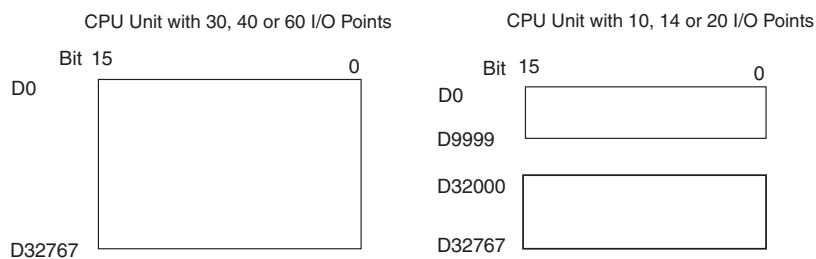 CPU Unit with 30, 40 or 60 I/O Points
Bit 15 0
D0
D32767
CPU Unit with 10, 14 or 20 I/O Points
Bit 15 0
D0
D9999
D32000
D32767